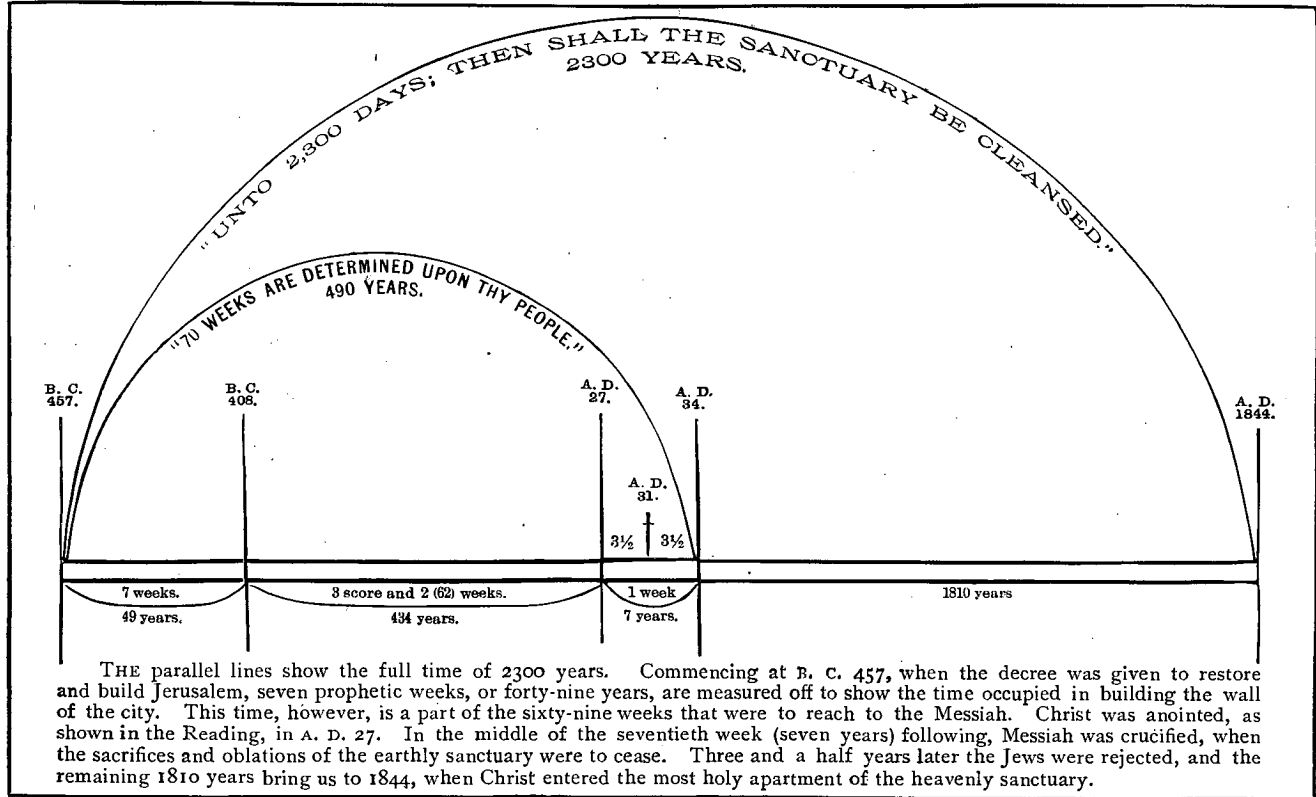 "UNTO 2,300 DAYS; THEN SHALL THE SANCTUARY BE CLEANSED."
2300 YEARS.
"70 WEEKS ARE DETERMINED UPON THY PEOPLE."
490 YEARS.
B. C.
457.
B. C.
408.
A. D.
27.
A. D.
34.
A. D.
1844.
A. D.
31.
3½ 3½
7 weeks.
49 years.
3 score and 2 (62) weeks.
434 years.
1 week
7 years.
1810 years
THE parallel lines show the full time of 2300 years. Commencing at B. C. 457, when the decree was given to restore
and build Jerusalem, seven prophetic weeks, or forty-nine years, are measured off to show the time occupied in building the wall
of the city. This time, however, is a part of the sixty-nine weeks that were to reach to the Messiah. Christ was anointed, as
shown in the Reading, in A. D. 27. In the middle of the seventieth week (seven years) following, Messiah was crucified, when
the sacrifices and oblations of the earthly sanctuary were to cease. Three and a half years later the Jews were rejected, and the
remaining 1810 years bring us to 1844, when Christ entered the most holy apartment of the heavenly sanctuary.